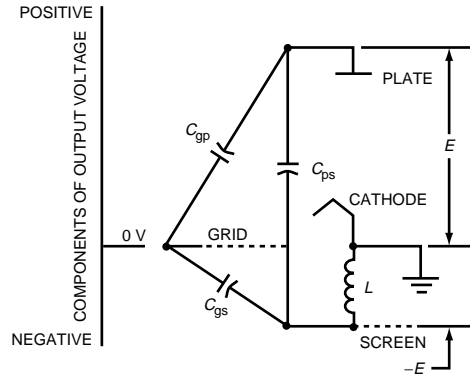 POSITIVE
COMPONENTS OF OUTPUT VOLTAGE
NEGATIVE
0 V
GRID
Cgp
Cps
Cgs
PLATE
CATHODE
L
SCREEN
E
–E